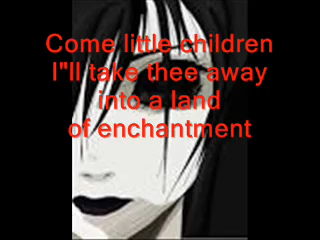 Come little children
I"ll take thee away
into a land
of enchantment